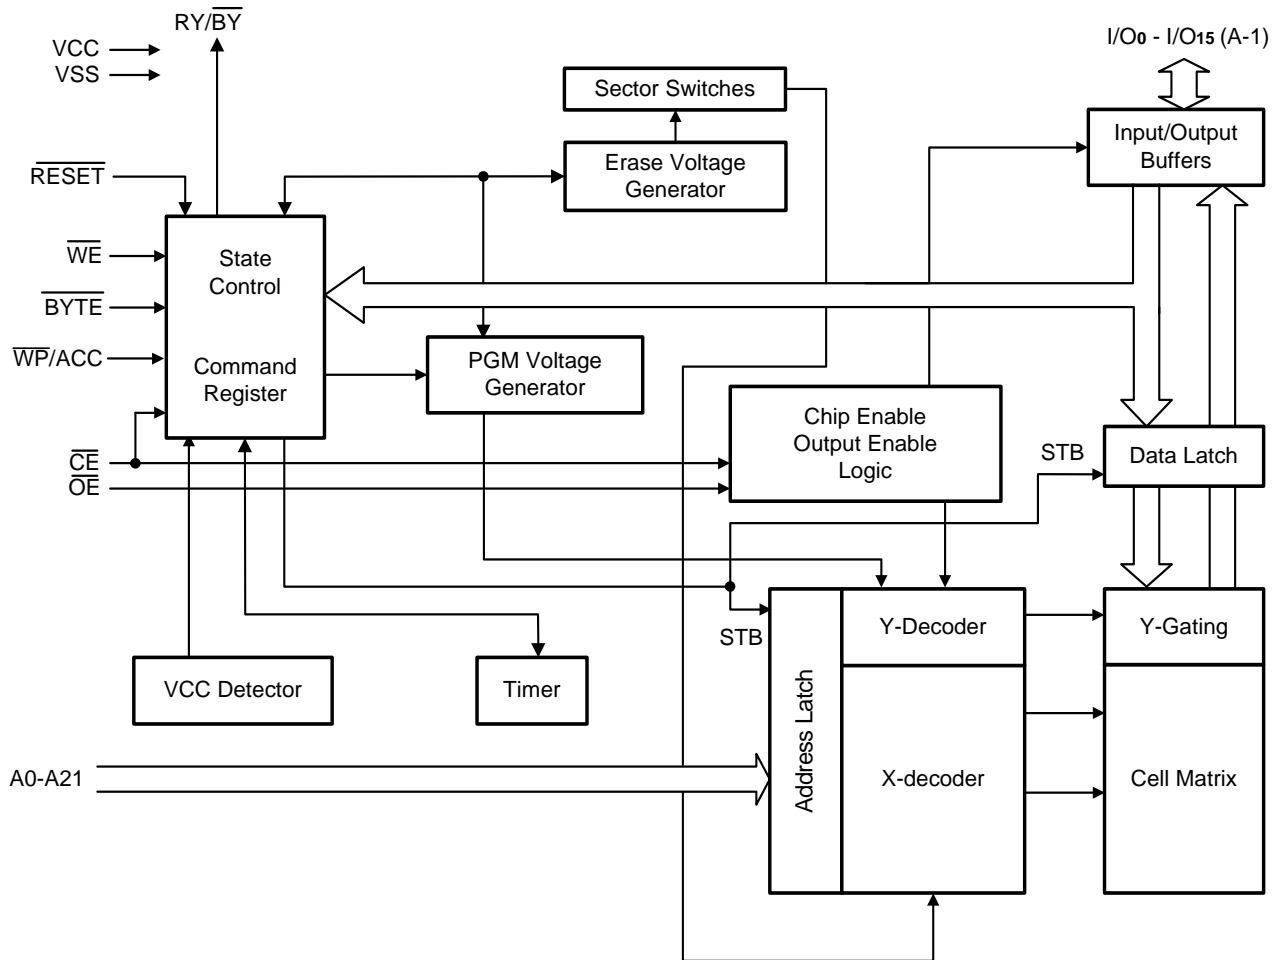 RY/BY
VCC
VSS
I/O0 - I/O15 (A-1)
Sector Switches
Input/Output
Buffers
Erase Voltage
Generator
RESET
WE
State
Control
BYTE
WP/ACC
Command
Register
PGM Voltage
Generator
Chip Enable
Output Enable
Logic
CE
OE
STB
Data Latch
STB
Address Latch
Y-Decoder
Y-Gating
VCC Detector
Timer
A0-A21
X-decoder
Cell Matrix